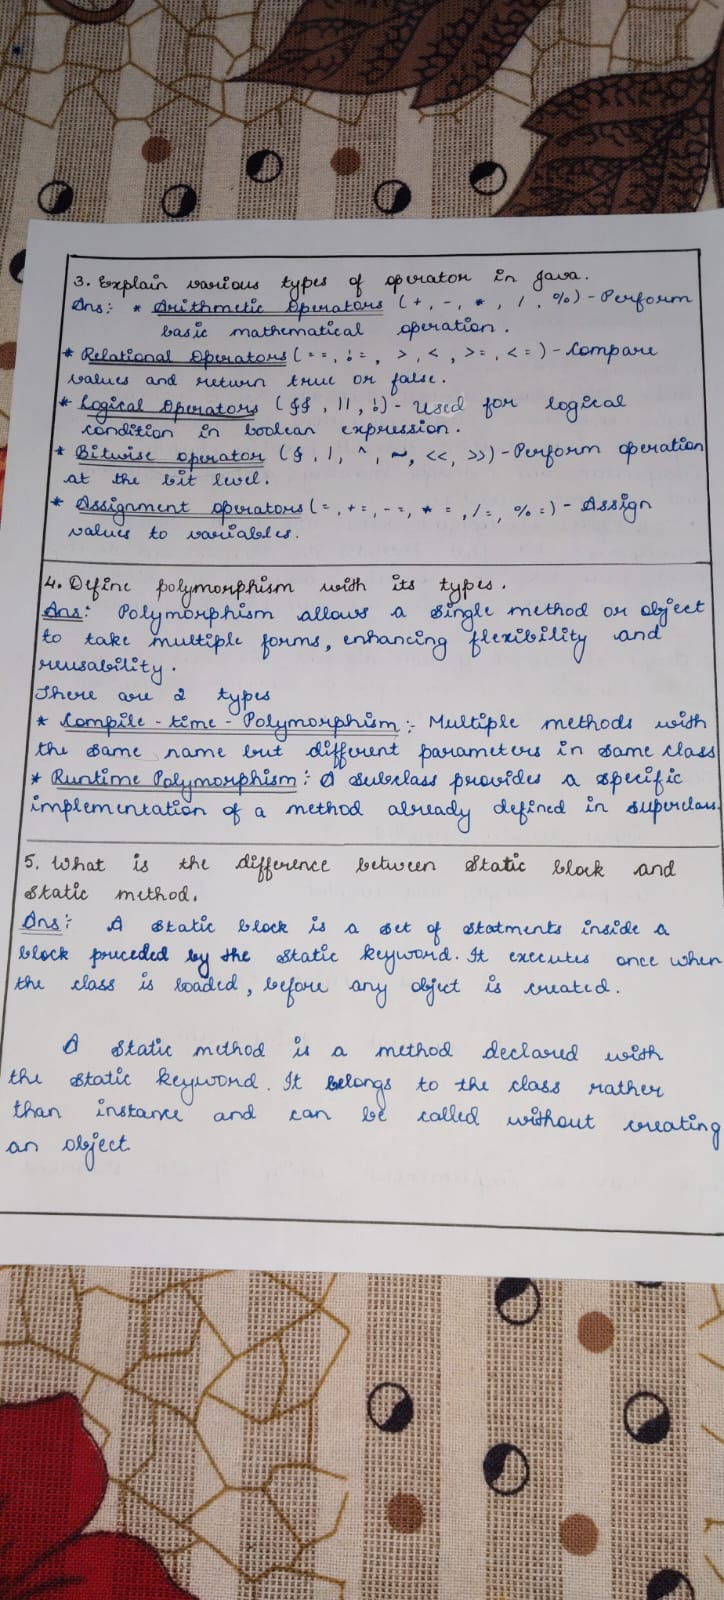 3. Explain various types of operator in java.
Ans: * Arithmetic Operators (+, -, *, /, %) - Perform
basic mathematical operation.
* Relational Operators (==, !=, >, <, >=, <=) - Compare
values and return true or false.
* Logical Operators (&&, ||, !) - Used for logical
condition in boolean expression.
* Bitwise operator (&, |, ^, ~, <<, >>) - Perform operation
at the bit level.
* Assignment operators (=, +=, -=, *=, /=, %=) - Assign
values to variables.
4. Define polymorphism with its types.
Ans: Polymorphism allows a single method or object
to take multiple forms, enhancing flexibility and
reusability.
There are 2 types
* Compile-time-Polymorphism :- Multiple methods with
the same name but different parameters in same class
* Runtime Polymorphism : A subclass provides a specific
implementation of a method already defined in superclass.
5. What is the difference between static block and
static method.
Ans: A static block is a set of statments inside a
block preceded by the static keyword. It executes once when
the class is loaded, before any object is created.
A static method is a method declared with
the static keyword. It belongs to the class rather
than instance and can be called without creating
an object.